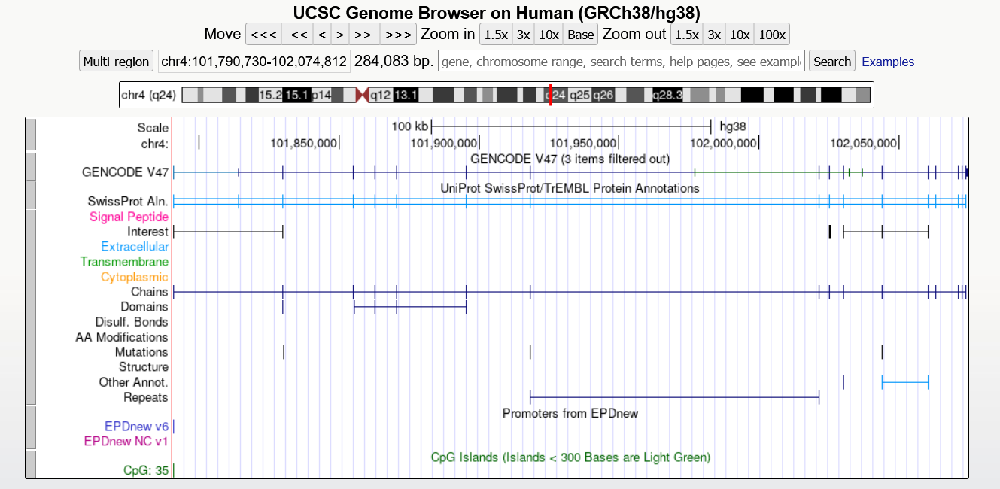 UCSC Genome Browser on Human (GRCh38/hg38)
Move <<< << < > >> >>> Zoom in 1.5x 3x 10x Base Zoom out 1.5x 3x 10x 100x
Multi-region chr4:101,790,730-102,074,812 284,083 bp. gene, chromosome range, search terms, help pages, see exampl Search Examples
chr4 (q24) 15.2 15.1 p14 q12 13.1 q24 q25 q26 q28.3
Scale 100 kb hg38
chr4: 101,850,000 101,900,000 101,950,000 102,000,000 102,050,000
GENCODE V47 (3 items filtered out)
GENCODE V47
UniProt SwissProt/TrEMBL Protein Annotations
SwissProt Aln.
Signal Peptide
Interest
Extracellular
Transmembrane
Cytoplasmic
Chains
Domains
Disulf. Bonds
AA Modifications
Mutations
Structure
Other Annot.
Repeats
Promoters from EPDnew
EPDnew v6
EPDnew NC v1
CpG Islands (Islands < 300 Bases are Light Green)
CpG: 35